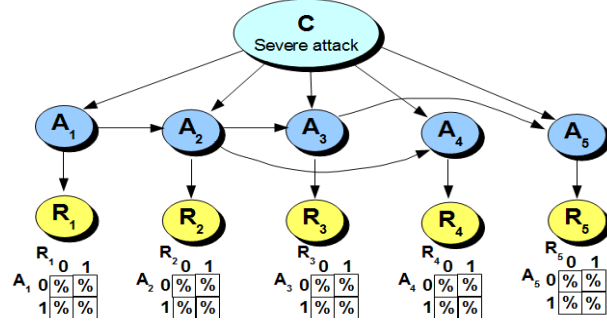 C
Severe attack
A1 A2 A3 A4 A5
R1 R2 R3 R4 R5
R1 R2 R3 R4 R5
0 1 0 1 0 1 0 1 0 1
A1 0 % % A2 0 % % A3 0 % % A4 0 % % A5 0 % %
1 % % 1 % % 1 % % 1 % % 1 % %